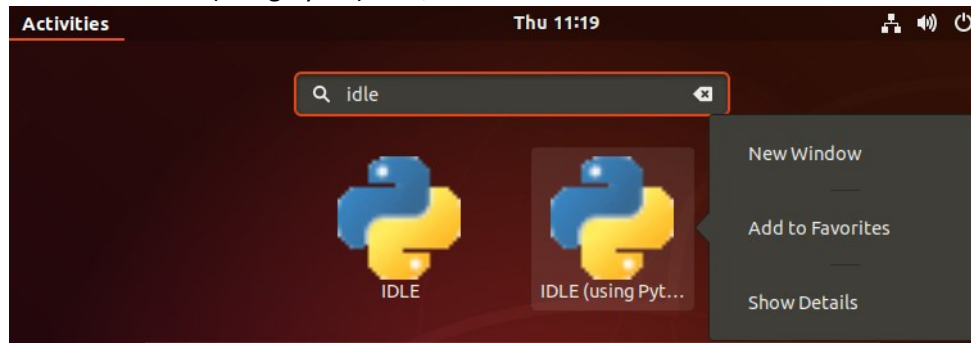 Activities
Thu 11:19
idle
New Window
Add to Favorites
Show Details
IDLE
IDLE (using Pyt...